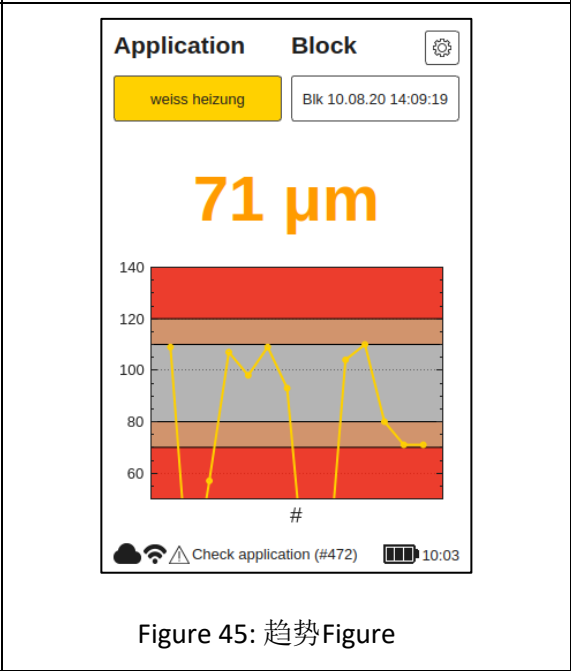 Application Block
weiss heizung Blk 10.08.20 14:09:19
71 µm
140
120
100
80
60
#
Check application (#472) 10:03
Figure 45: 趋势Figure